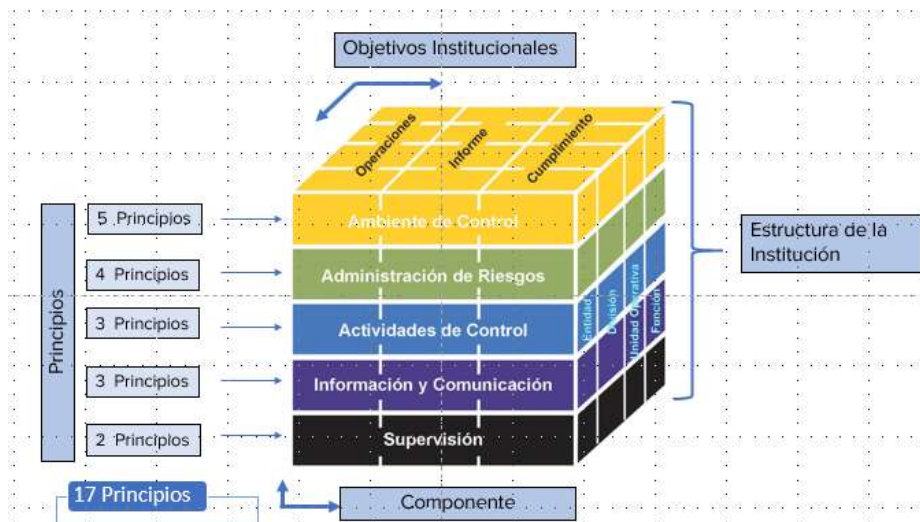 Objetivos Institucionales
Operaciones
Informe
Cumplimiento
Principios
5 Principios
Ambiente de Control
4 Principios
Administración de Riesgos
3 Principios
Actividades de Control
3 Principios
Información y Comunicación
2 Principios
Supervisión
Entidad
División
Unidad Operativa
Función
Estructura de la
Institución
17 Principios
Componente